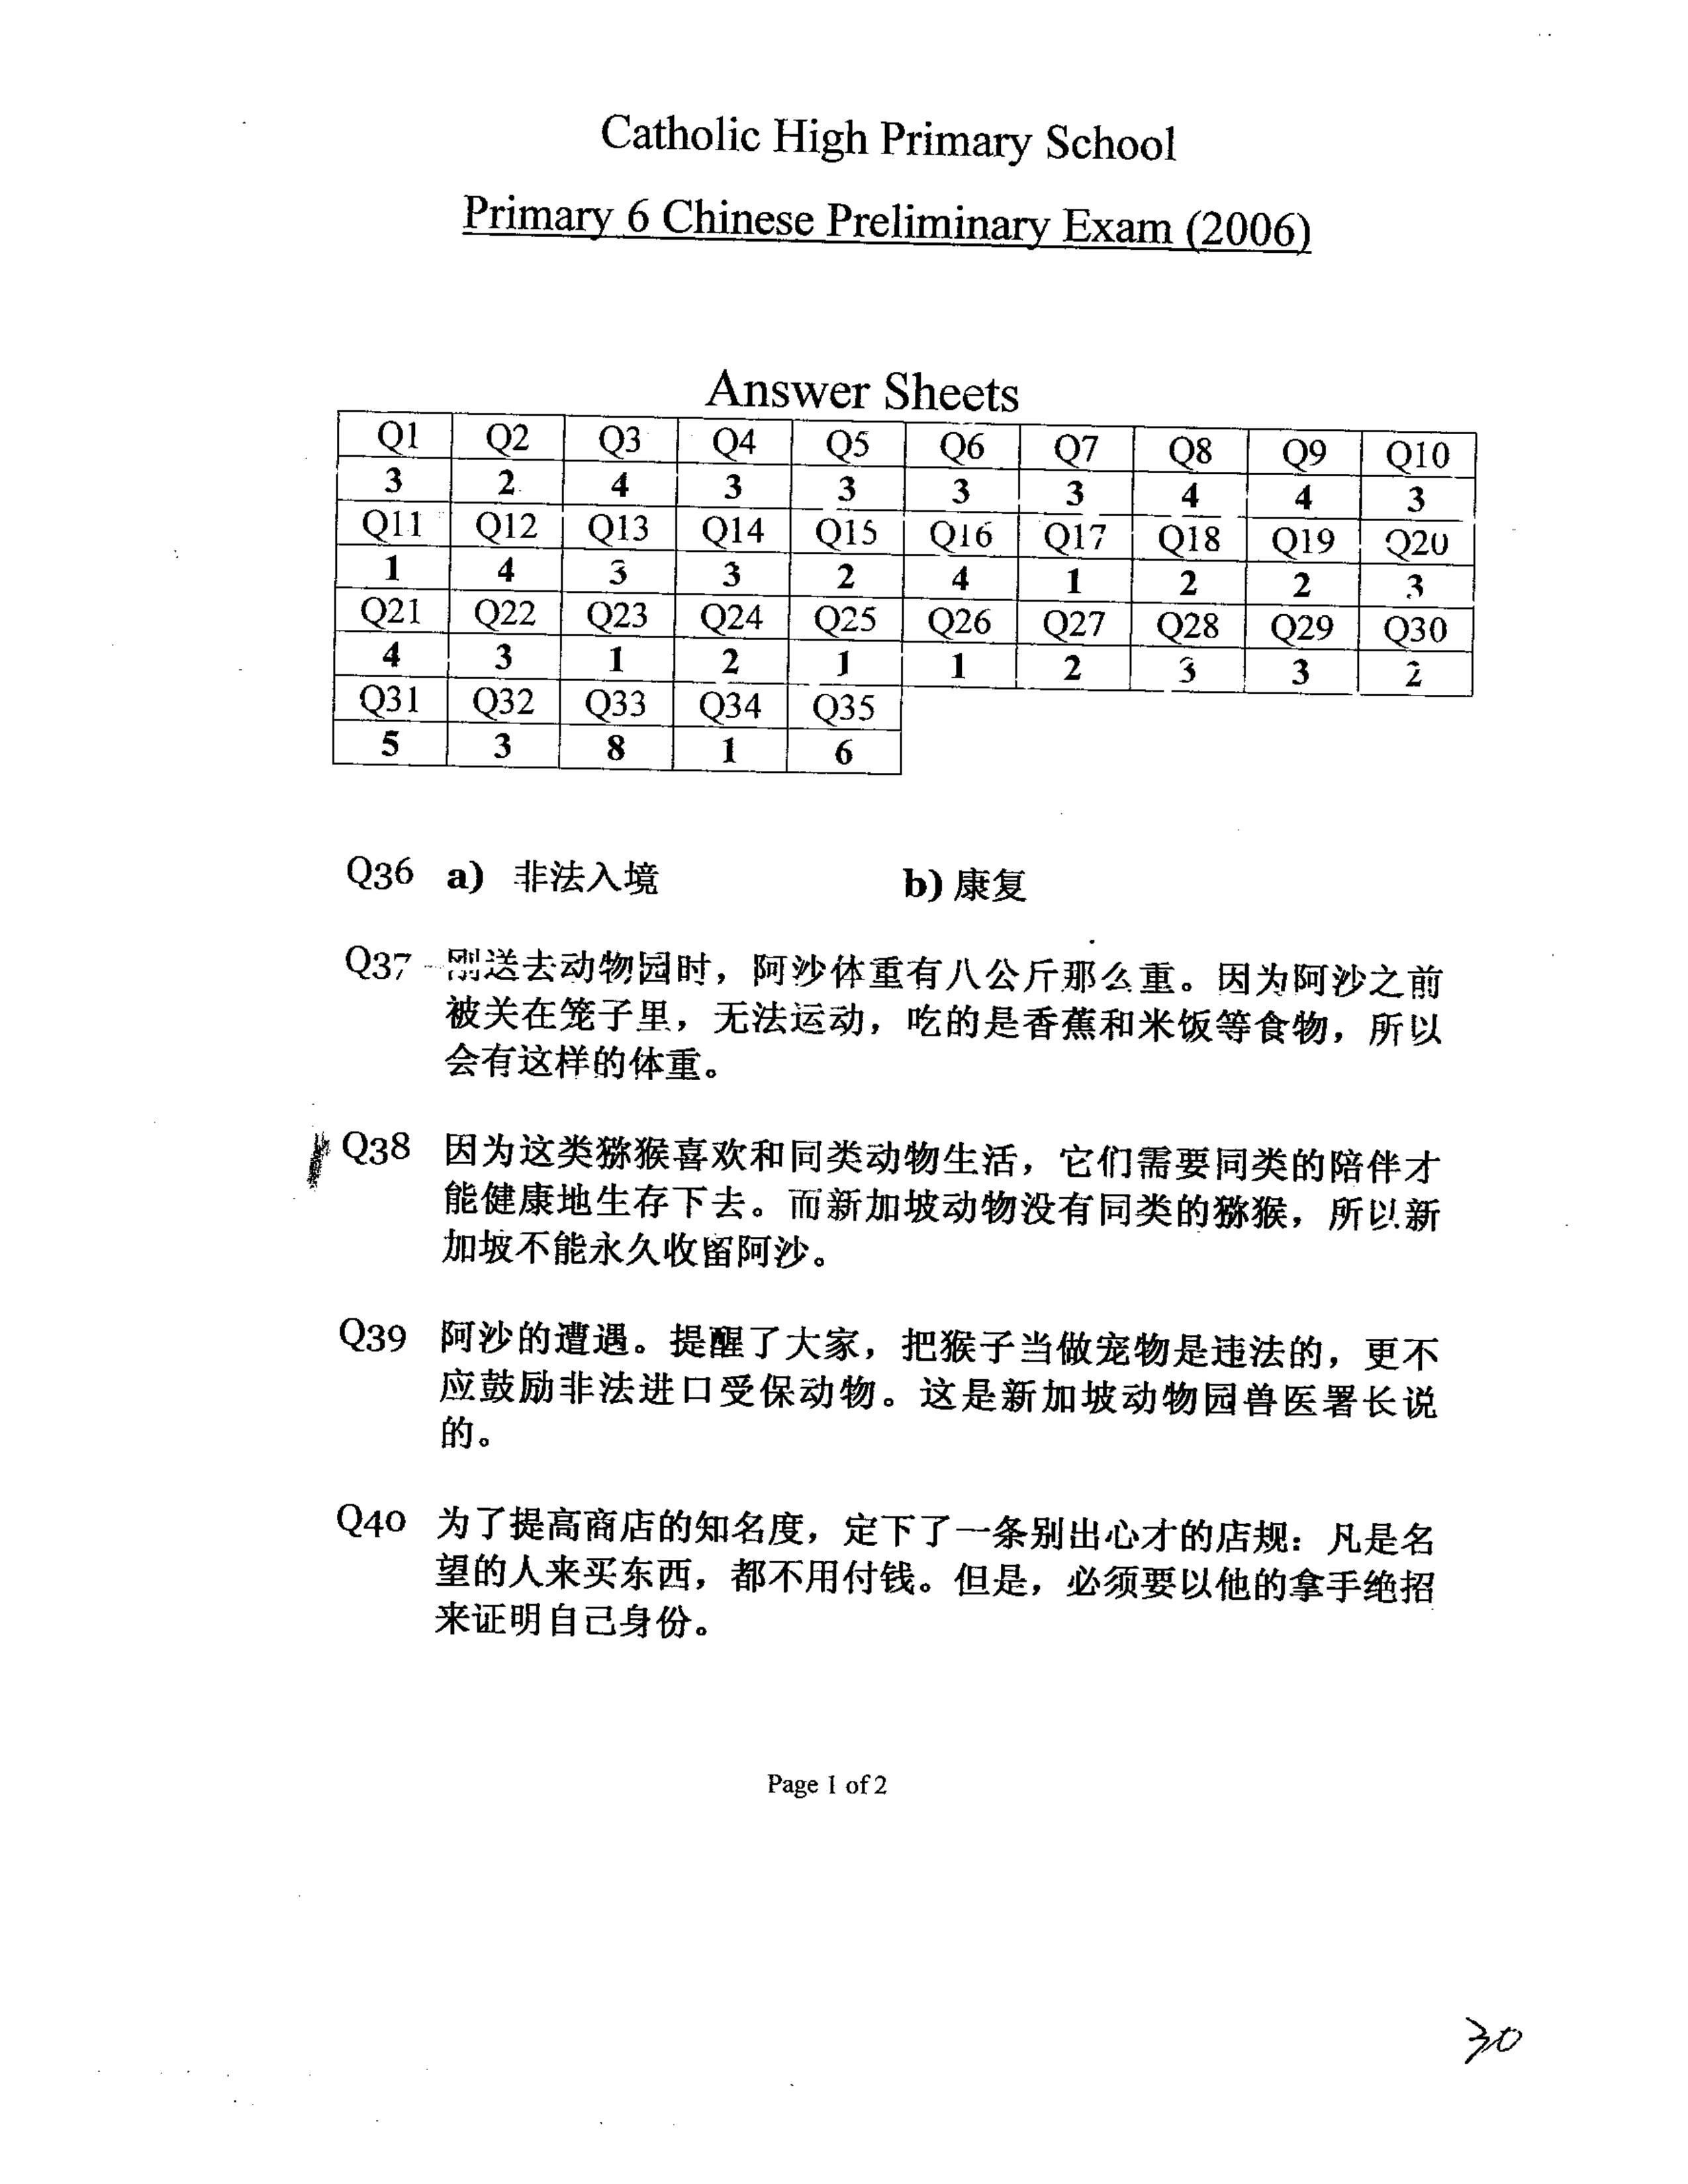 Catholic High Primary School
Primary 6 Chinese Preliminary Exam (2006)
Answer Sheets
Q1 Q2 Q3 Q4 Q5 Q6 Q7 Q8 Q9 Q10
3 2 4 3 3 3 3 4 4 3
Q11 Q12 Q13 Q14 Q15 Q16 Q17 Q18 Q19 Q20
1 4 3 3 2 4 1 2 2 3
Q21 Q22 Q23 Q24 Q25 Q26 Q27 Q28 Q29 Q30
4 3 1 2 1 1 2 3 3 2
Q31 Q32 Q33 Q34 Q35
5 3 8 1 6
Q36 a) 非法入境 b) 康复
Q37 刚送去动物园时，阿沙体重有八公斤那么重。因为阿沙之前
被关在笼子里，无法运动，吃的是香蕉和米饭等食物，所以
会有这样的体重。
Q38 因为这类猕猴喜欢和同类动物生活，它们需要同类的陪伴才
能健康地生存下去。而新加坡动物没有同类的猕猴，所以新
加坡不能永久收留阿沙。
Q39 阿沙的遭遇。提醒了大家，把猴子当做宠物是违法的，更不
应鼓励非法进口受保动物。这是新加坡动物园兽医署长说
的。
Q40 为了提高商店的知名度，定下了一条别出心才的店规：凡是名
望的人来买东西，都不用付钱。但是，必须要以他的拿手绝招
来证明自己身份。
Page 1 of 2
30